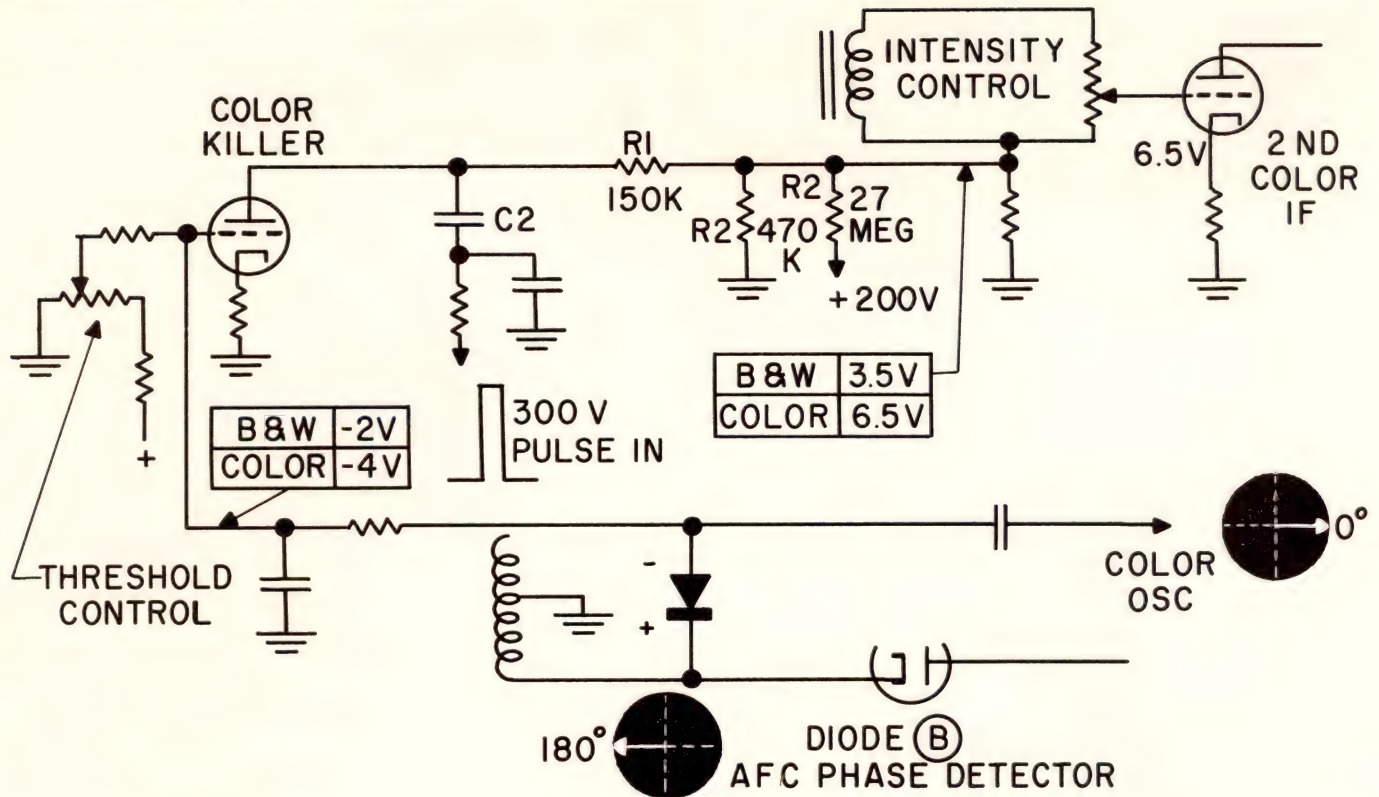 INTENSITY
CONTROL
COLOR
KILLER
6.5V
2 ND
COLOR
IF
R1
150K
C2
R2
470
K
R2
27
MEG
+200V
B & W 3.5V
COLOR 6.5V
B & W -2V
COLOR -4V
+
300 V
PULSE IN
THRESHOLD
CONTROL
-
+
COLOR
OSC
0°
180°
DIODE B
AFC PHASE DETECTOR